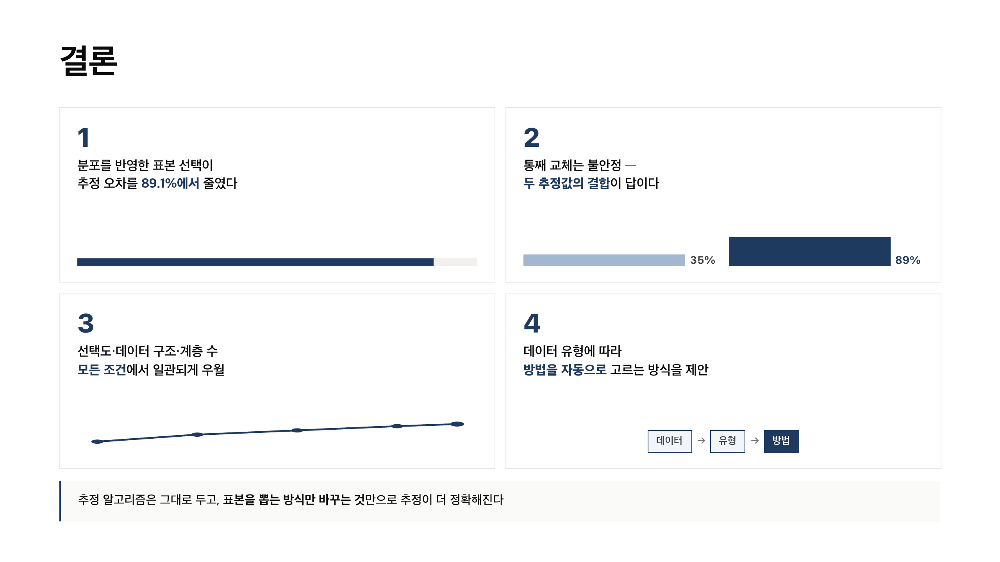 결론
1
분포를 반영한 표본 선택이
추정 오차를 89.1%에서 줄였다
2
통째 교체는 불안정 —
두 추정값의 결합이 답이다
35%
89%
3
선택도·데이터 구조·계층 수
모든 조건에서 일관되게 우월
4
데이터 유형에 따라
방법을 자동으로 고르는 방식을 제안
데이터 → 유형 → 방법
추정 알고리즘은 그대로 두고, 표본을 뽑는 방식만 바꾸는 것만으로 추정이 더 정확해진다